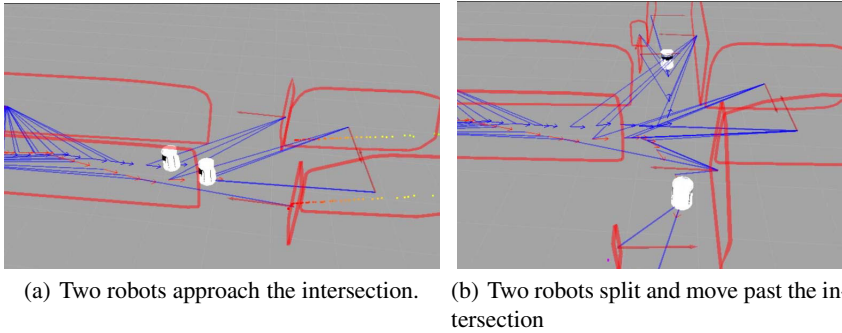 (a) Two robots approach the intersection.
(b) Two robots split and move past the in-
tersection